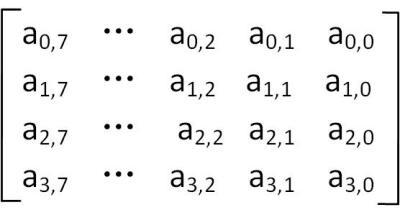 a0,7 ··· a0,2 a0,1 a0,0
a1,7 ··· a1,2 a1,1 a1,0
a2,7 ··· a2,2 a2,1 a2,0
a3,7 ··· a3,2 a3,1 a3,0